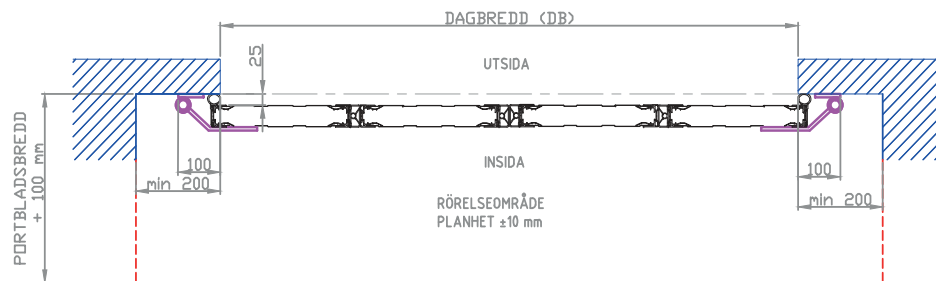 DAGBREDD (DB)
25
UTSIDA
100
min 200
INSIDA
100
min 200
RÖRELSEOMRÅDE
PLANHET ±10 mm
PORTBLADSBREDD
+ 100 mm